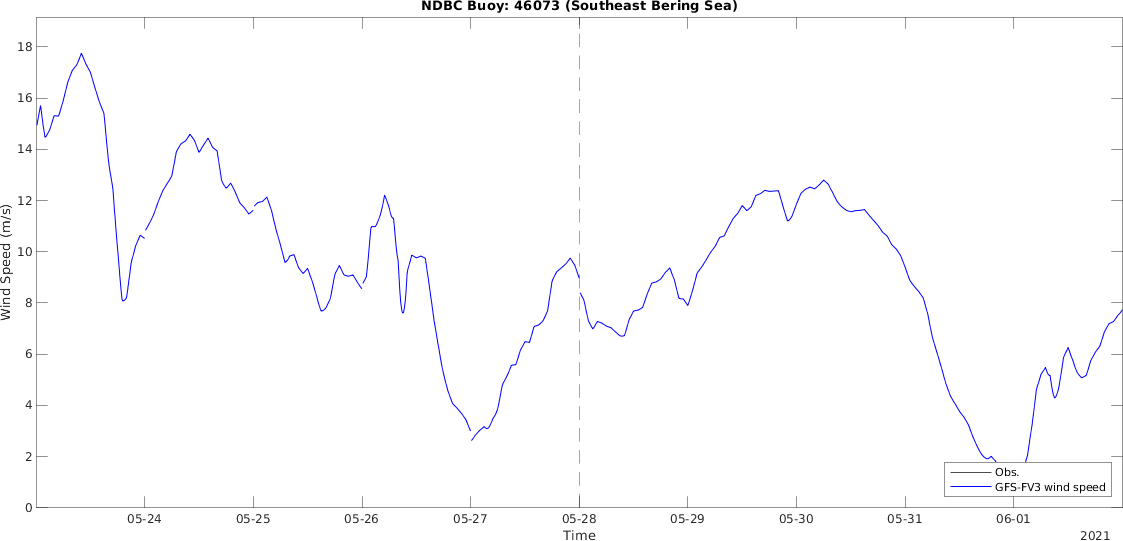 NDBC Buoy: 46073 (Southeast Bering Sea)
18
16
14
12
10
8
6
4
2
0
Wind Speed (m/s)
Obs.
GFS-FV3 wind speed
05-24 05-25 05-26 05-27 05-28 05-29 05-30 05-31 06-01
Time
2021